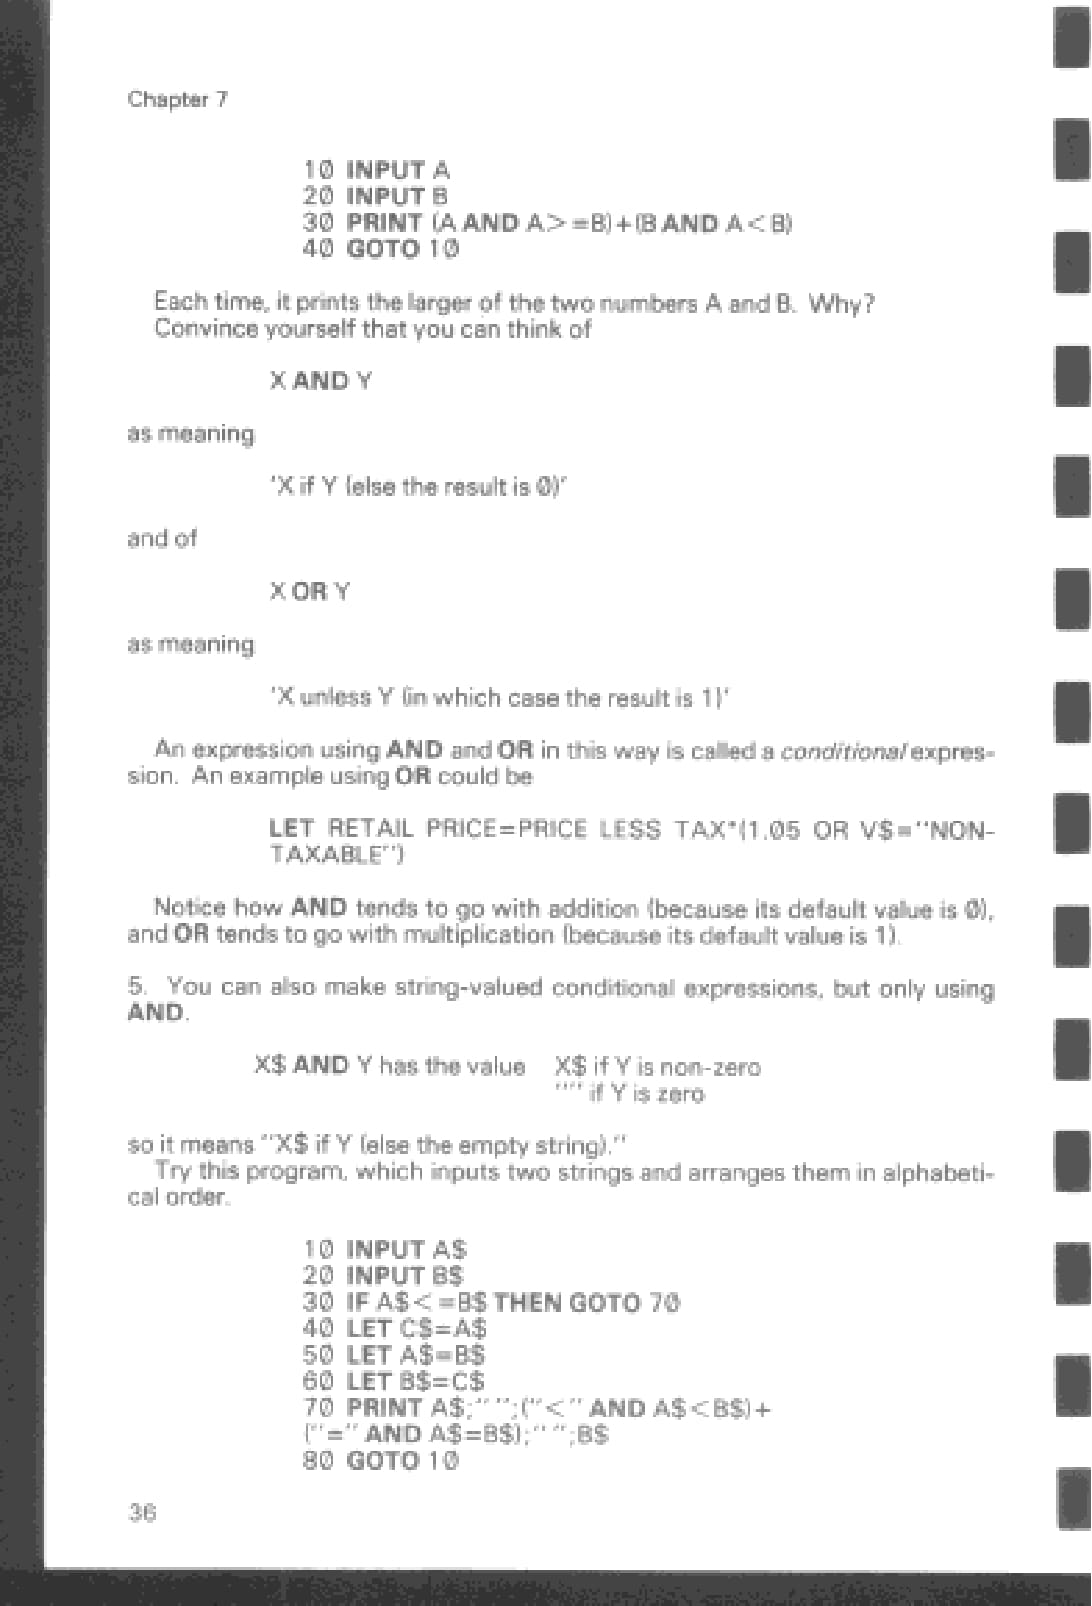 Chapter 7
10 INPUT A
20 INPUT B
30 PRINT (A AND A>=B)+(B AND A<B)
40 GOTO 10
Each time, it prints the larger of the two numbers A and B. Why?
Convince yourself that you can think of
X AND Y
as meaning
'X if Y (else the result is 0)'
and of
X OR Y
as meaning
'X unless Y (in which case the result is 1)'
An expression using AND and OR in this way is called a conditional expres-
sion. An example using OR could be
LET RETAIL PRICE=PRICE LESS TAX*(1.05 OR V$="NON-
TAXABLE")
Notice how AND tends to go with addition (because its default value is 0),
and OR tends to go with multiplication (because its default value is 1).
5. You can also make string-valued conditional expressions, but only using
AND.
X$ AND Y has the value X$ if Y is non-zero
"" if Y is zero
so it means "X$ if Y (else the empty string)."
Try this program, which inputs two strings and arranges them in alphabeti-
cal order.
10 INPUT A$
20 INPUT B$
30 IF A$<=B$ THEN GOTO 70
40 LET C$=A$
50 LET A$=B$
60 LET B$=C$
70 PRINT A$;" ";("<" AND A$<B$)+
("=" AND A$=B$);" ";B$
80 GOTO 10
36